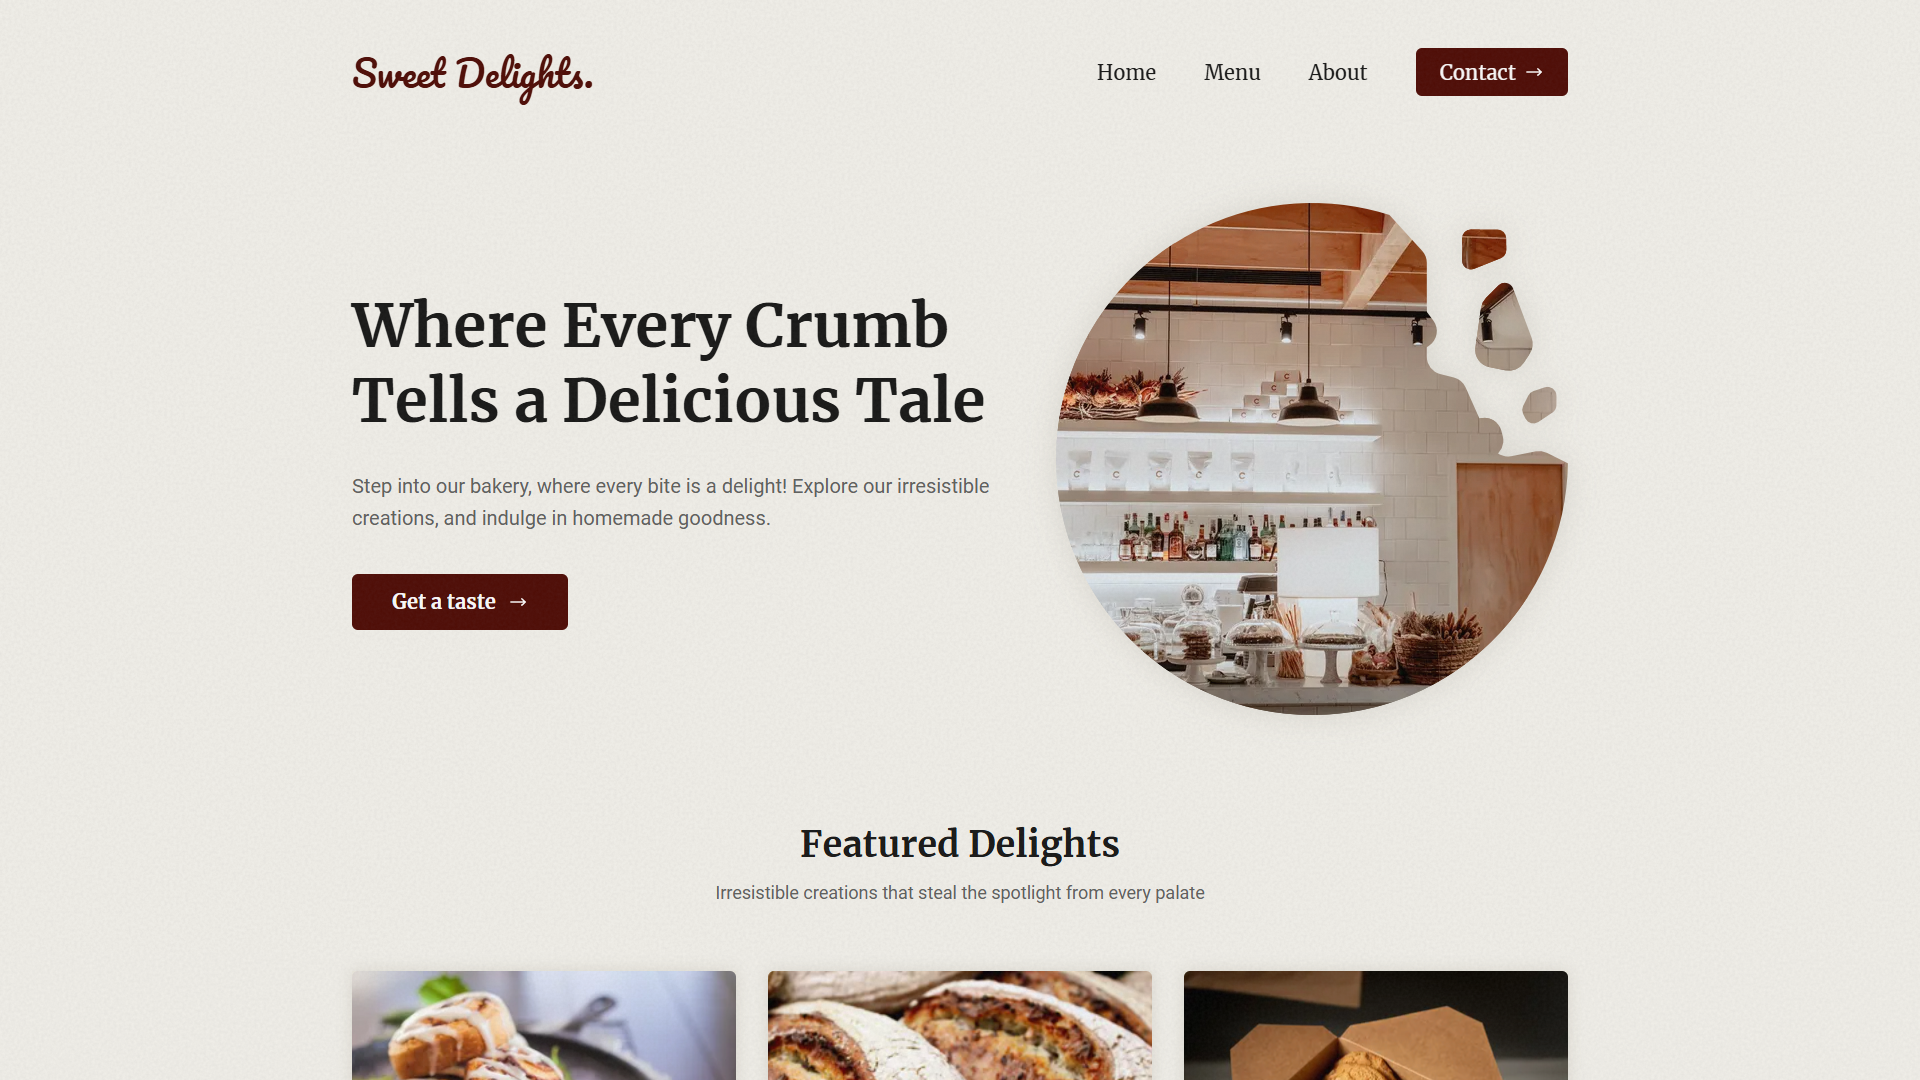 Sweet Delights.
Home
Menu
About
Contact →
Where Every Crumb
Tells a Delicious Tale
Step into our bakery, where every bite is a delight! Explore our irresistible
creations, and indulge in homemade goodness.
Get a taste →
Featured Delights
Irresistible creations that steal the spotlight from every palate